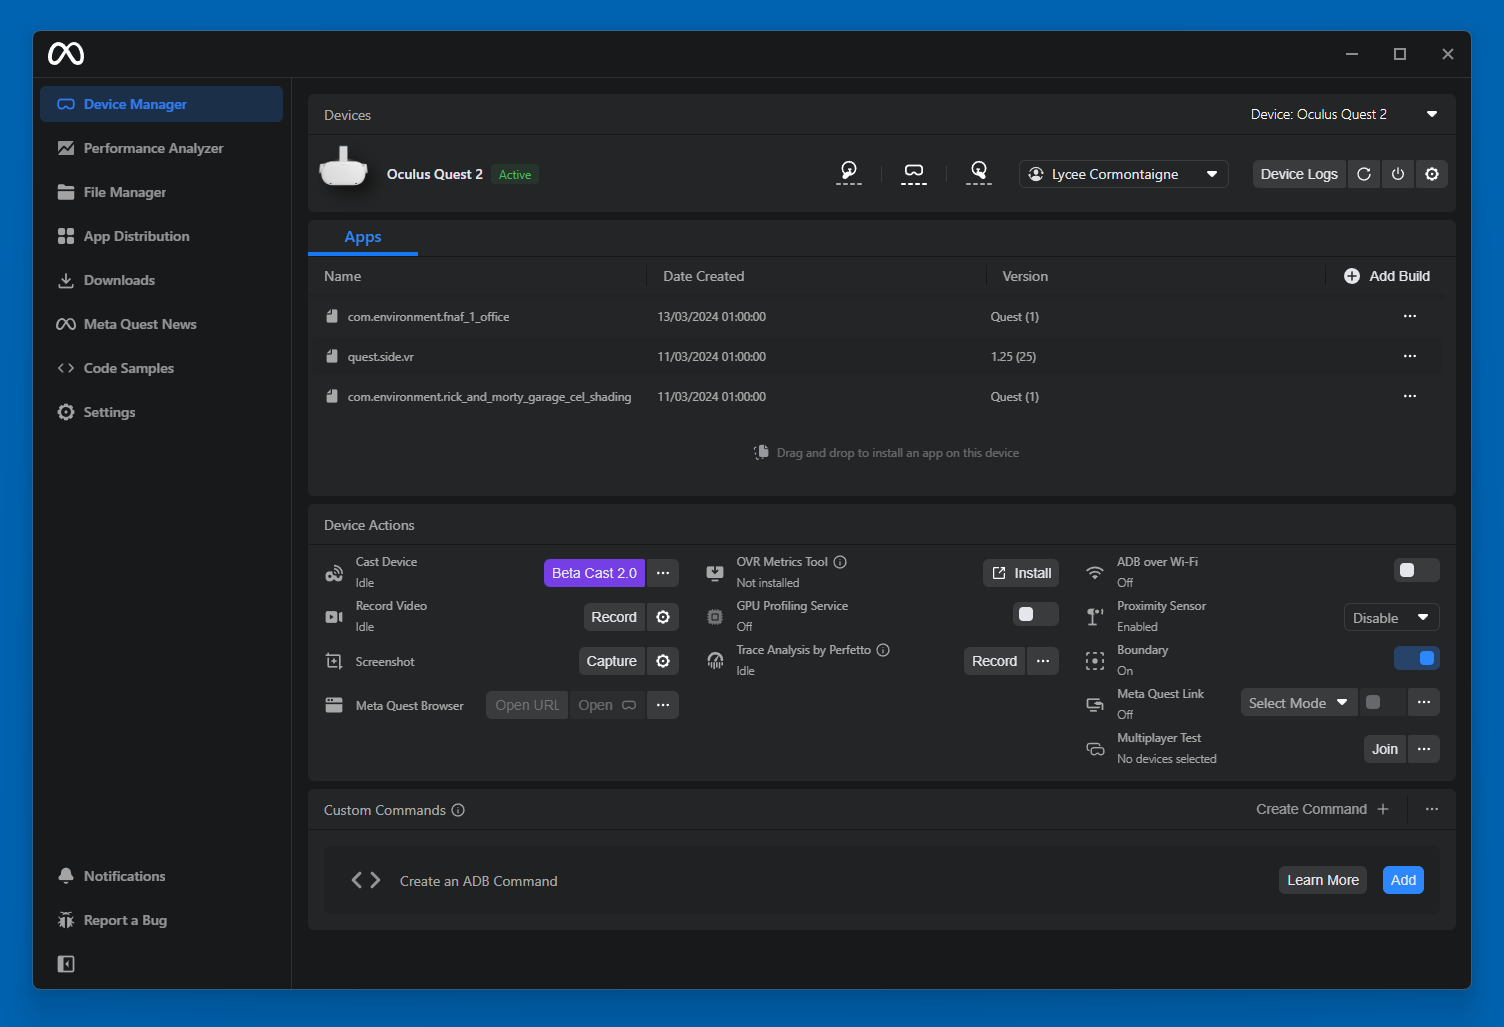 Device Manager
Performance Analyzer
File Manager
App Distribution
Downloads
Meta Quest News
Code Samples
Settings
Notifications
Report a Bug
Devices
Device: Oculus Quest 2
Oculus Quest 2 Active
Lycee Cormontaigne
Device Logs
Apps
Name Date Created Version Add Build
com.environment.fnaf_1_office 13/03/2024 01:00:00 Quest (1)
quest.side.vr 11/03/2024 01:00:00 1.25 (25)
com.environment.rick_and_morty_garage_cel_shading 11/03/2024 01:00:00 Quest (1)
Drag and drop to install an app on this device
Device Actions
Cast Device
Idle
Beta Cast 2.0
Record Video
Idle
Record
Screenshot
Capture
Meta Quest Browser
Open URL
Open
OVR Metrics Tool
Not installed
Install
GPU Profiling Service
Off
Trace Analysis by Perfetto
Idle
Record
ADB over Wi-Fi
Off
Proximity Sensor
Enabled
Disable
Boundary
On
Meta Quest Link
Off
Select Mode
Multiplayer Test
No devices selected
Join
Custom Commands
Create Command +
Create an ADB Command
Learn More
Add